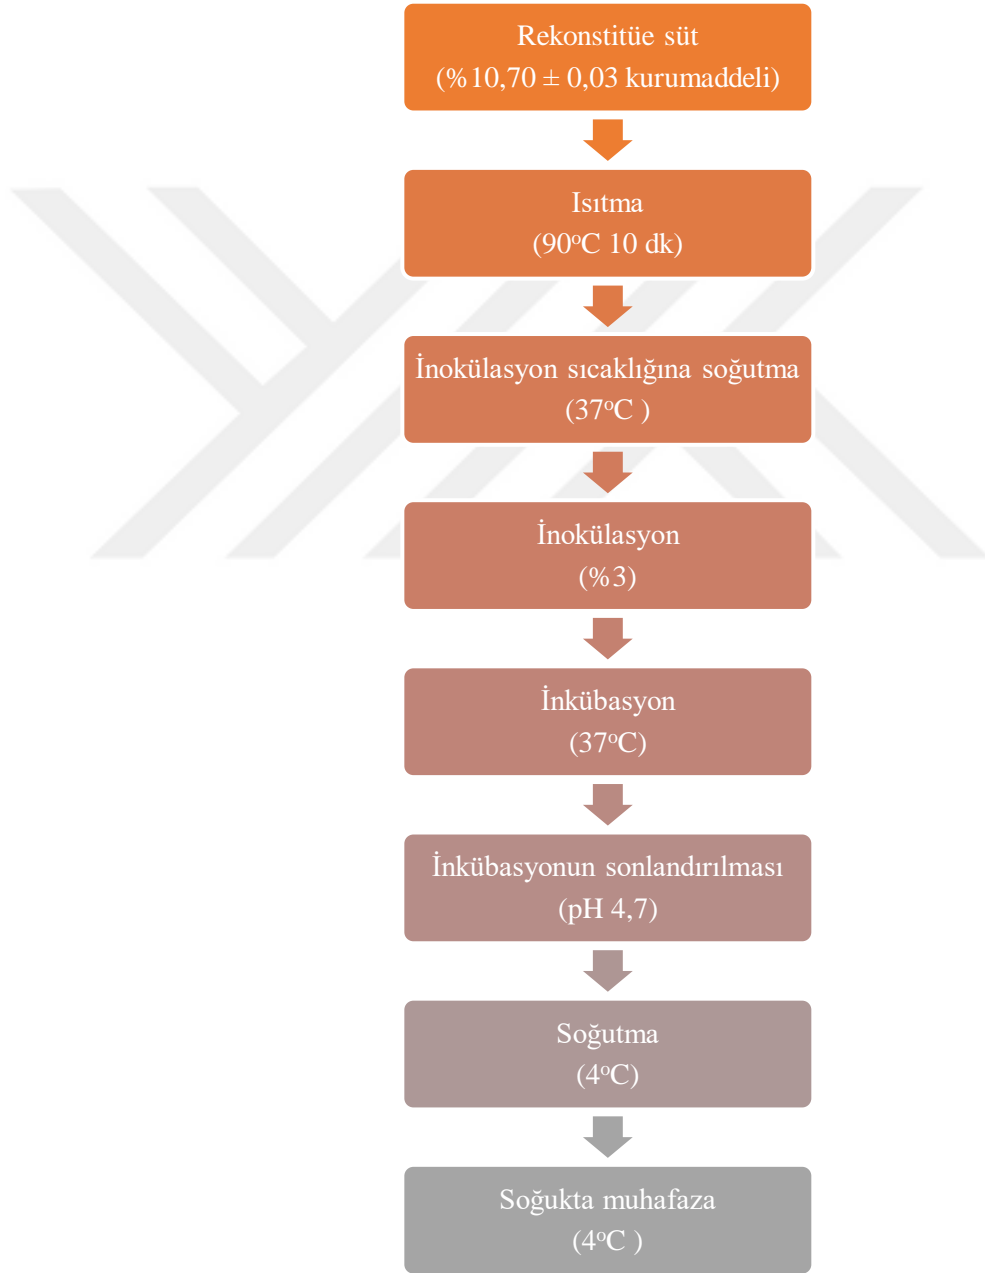 Rekonstitüe süt
(%10,70 ± 0,03 kurumaddeli)
Isıtma
(90°C 10 dk)
İnokülasyon sıcaklığına soğutma
(37°C )
İnokülasyon
(%3)
İnkübasyon
(37°C)
İnkübasyonun sonlandırılması
(pH 4,7)
Soğutma
(4°C)
Soğukta muhafaza
(4°C )